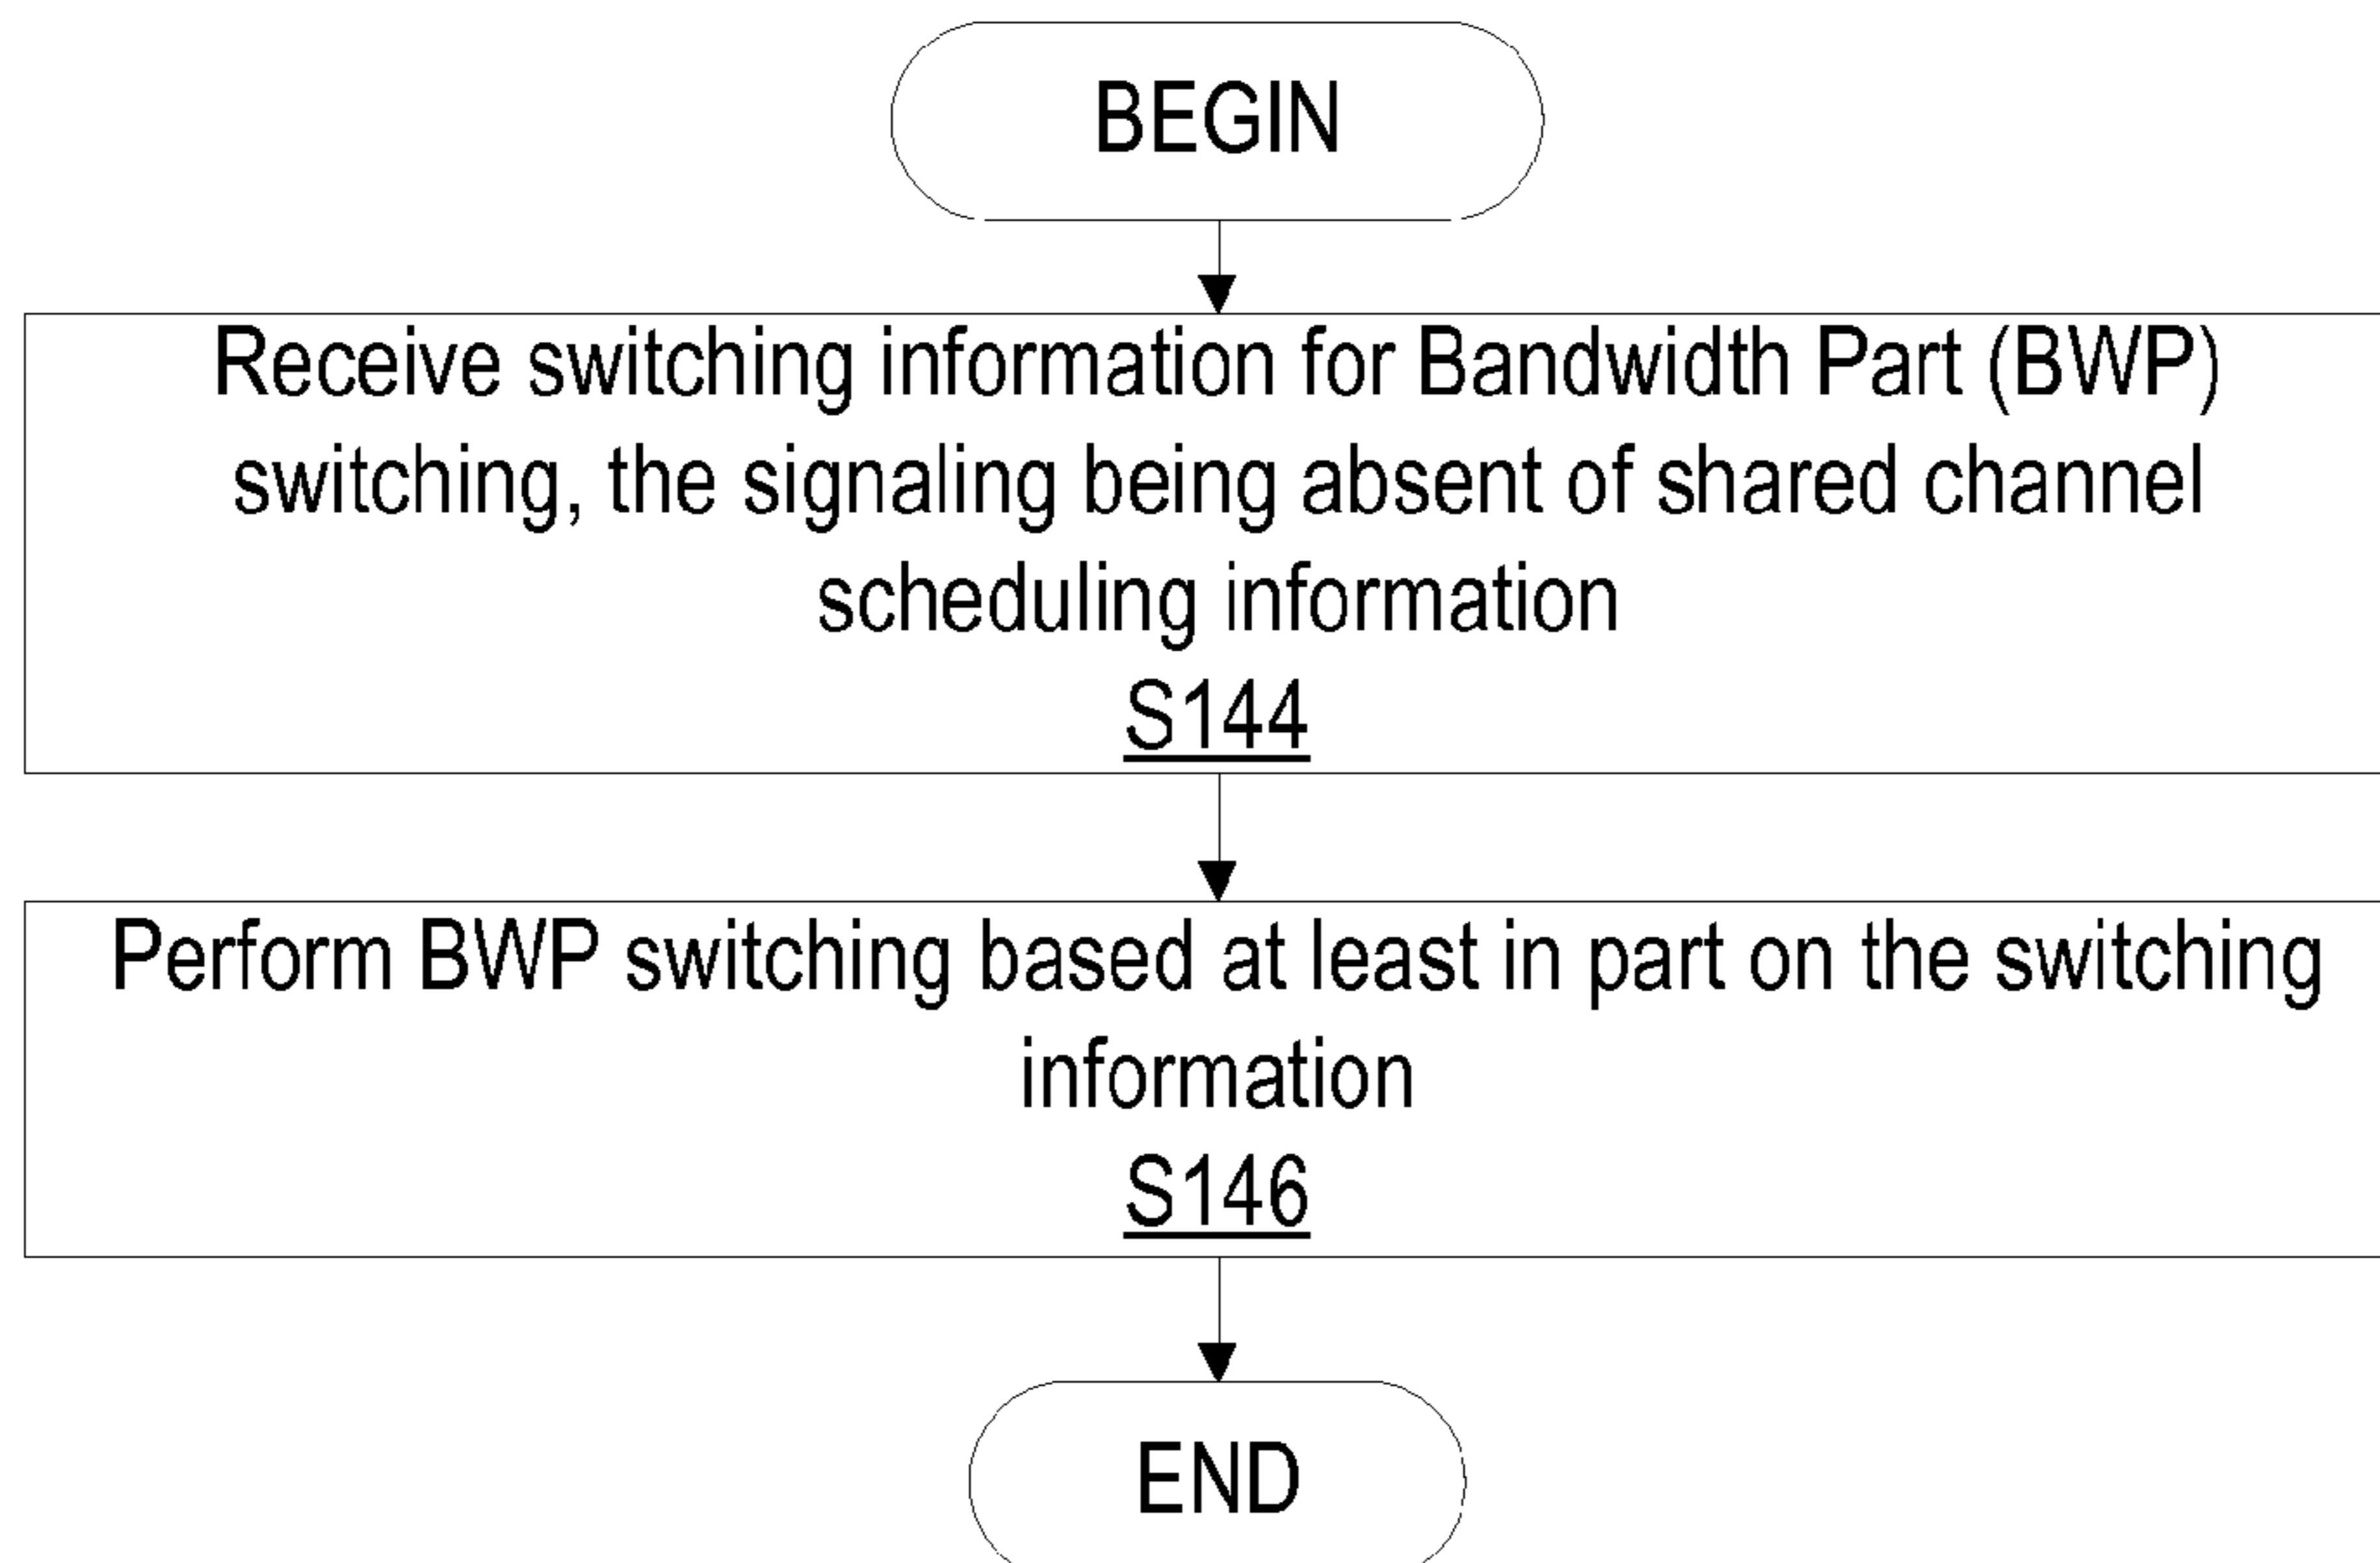 BEGIN
Receive switching information for Bandwidth Part (BWP)
switching, the signaling being absent of shared channel
scheduling information
S144
Perform BWP switching based at least in part on the switching
information
S146
END